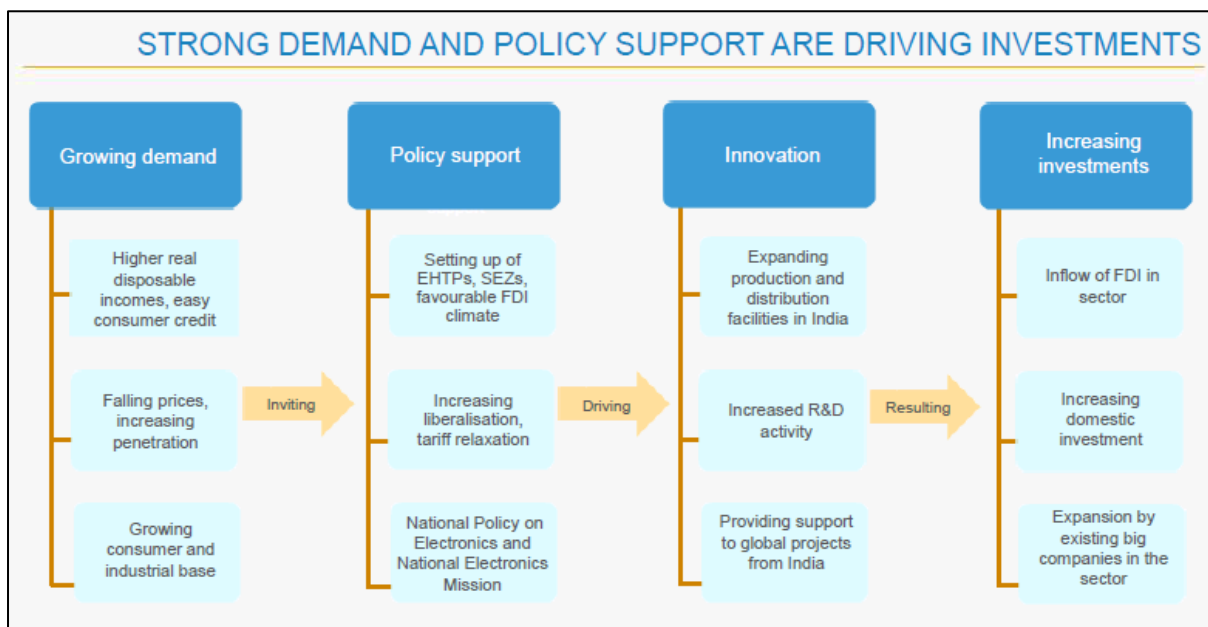 STRONG DEMAND AND POLICY SUPPORT ARE DRIVING INVESTMENTS
Growing demand
Higher real
disposable
incomes, easy
consumer credit
Falling prices,
increasing
penetration
Growing
consumer and
industrial base
Inviting
Policy support
Setting up of
EHTPs, SEZs,
favourable FDI
climate
Increasing
liberalisation,
tariff relaxation
National Policy on
Electronics and
National Electronics
Mission
Driving
Innovation
Expanding
production and
distribution
facilities in India
Increased R&D
activity
Providing support
to global projects
from India
Resulting
Increasing
investments
Inflow of FDI in
sector
Increasing
domestic
investment
Expansion by
existing big
companies in the
sector